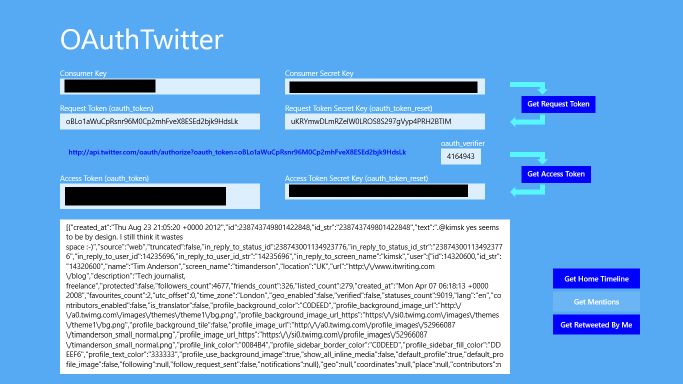 OAuthTwitter
Consumer Key
Consumer Secret Key
Get Request Token
Request Token (oauth_token)
Request Token Secret Key (oauth_token_reset)
oBLo1aWuCpRsnr96M0Cp2mhFveX8ESEd2bjk9HdsLk
uKRYmwDLmRZeIW0LROS8S297gVyp4PRH2BTIM
http://api.twitter.com/oauth/authorize?oauth_token=oBLo1aWuCpRsnr96M0Cp2mhFveX8ESEd2bjk9HdsLk
oauth_verifier
4164943
Get Access Token
Access Token (oauth_token)
Access Token Secret Key (oauth_token_reset)
[{"created_at":"Thu Aug 23 21:05:20 +0000 2012","id":238743749801422848,"id_str":"238743749801422848","text":".@kimsk yes seems
to be by design. I still think it wastes
space :-)","source":"web","truncated":false,"in_reply_to_status_id":238743001134923776,"in_reply_to_status_id_str":"23874300113492377
6","in_reply_to_user_id":14235696,"in_reply_to_user_id_str":"14235696","in_reply_to_screen_name":"kimsk","user":{"id":14320600,"id_str"
:"14320600","name":"Tim Anderson","screen_name":"timanderson","location":"UK","url":"http:\/\/www.itwriting.com
\/blog","description":"Tech journalist,
freelance","protected":false,"followers_count":4677,"friends_count":326,"listed_count":279,"created_at":"Mon Apr 07 06:18:13 +0000
2008","favourites_count":2,"utc_offset":0,"time_zone":"London","geo_enabled":false,"verified":false,"statuses_count":9019,"lang":"en","co
ntributors_enabled":false,"is_translator":false,"profile_background_color":"C0DEED","profile_background_image_url":"http:\/
\/a0.twimg.com\/images\/themes\/theme1\/bg.png","profile_background_image_url_https":"https:\/\/si0.twimg.com\/images\/themes
\/theme1\/bg.png","profile_background_tile":false,"profile_image_url":"http:\/\/a0.twimg.com\/profile_images\/52966087
\/timanderson_small_normal.png","profile_image_url_https":"https:\/\/si0.twimg.com\/profile_images\/52966087
\/timanderson_small_normal.png","profile_link_color":"0084B4","profile_sidebar_border_color":"C0DEED","profile_sidebar_fill_color":"DD
EEF6","profile_text_color":"333333","profile_use_background_image":true,"show_all_inline_media":false,"default_profile":true,"default_pro
file_image":false,"following":null,"follow_request_sent":false,"notifications":null},"geo":null,"coordinates":null,"place":null,"contributors":n
Get Home Timeline
Get Mentions
Get Retweeted By Me